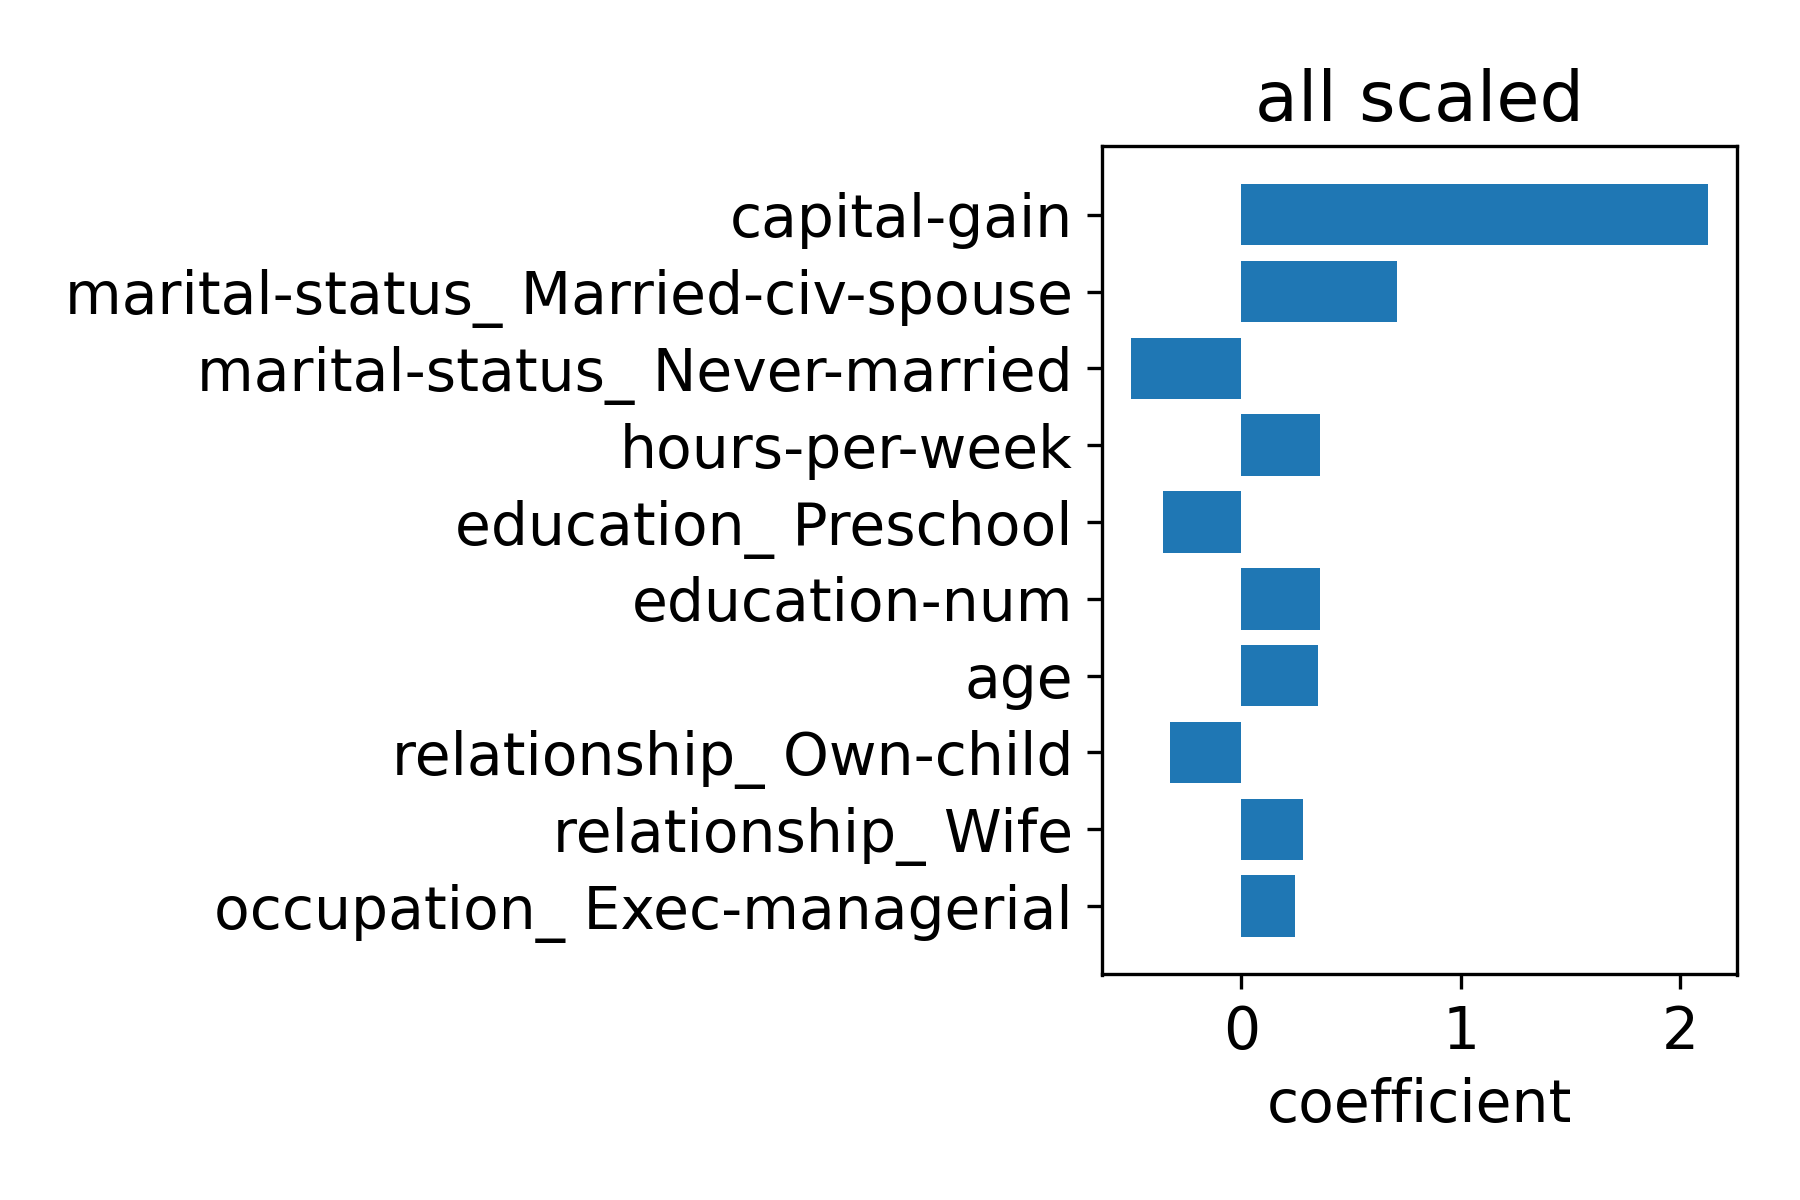 all scaled
capital-gain
marital-status_ Married-civ-spouse
marital-status_ Never-married
hours-per-week
education_ Preschool
education-num
age
relationship_ Own-child
relationship_ Wife
occupation_ Exec-managerial
0 1 2
coefficient